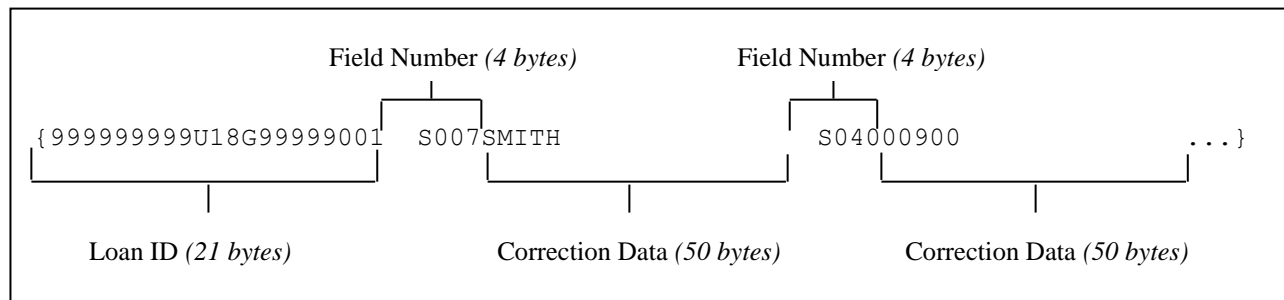 Field Number (4 bytes) Field Number (4 bytes)
{999999999U18G99999001 S007SMITH S04000900 ...}
Loan ID (21 bytes) Correction Data (50 bytes) Correction Data (50 bytes)